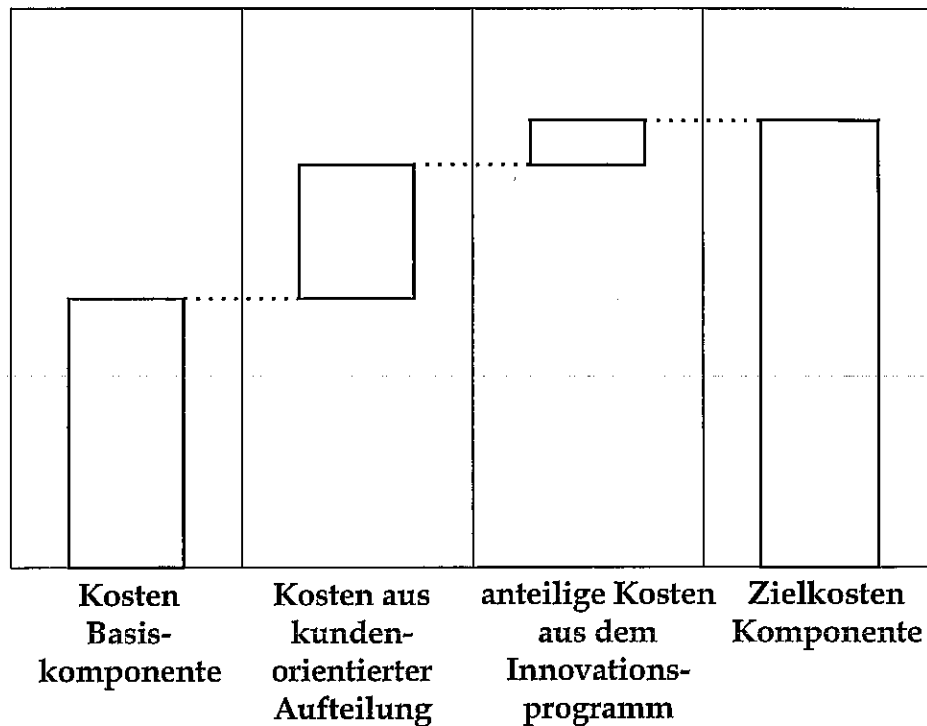 Kosten
Basis-
komponente
Kosten aus
kunden-
orientierter
Aufteilung
anteilige Kosten
aus dem
Innovations-
programm
Zielkosten
Komponente